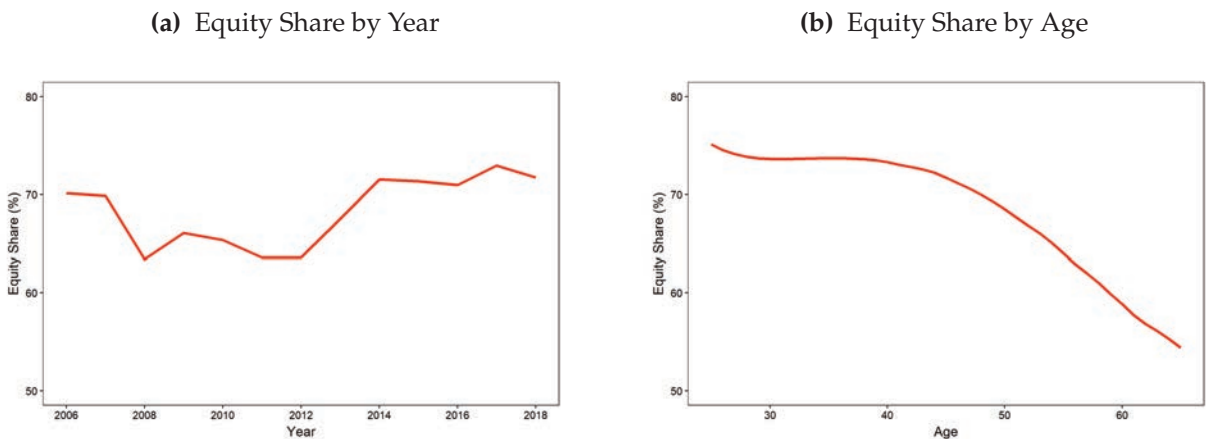 (a) Equity Share by Year
(b) Equity Share by Age
80
70
60
50
Equity Share (%)
2006 2008 2010 2012 2014 2016 2018
Year
80
70
60
50
Equity Share (%)
30 40 50 60
Age